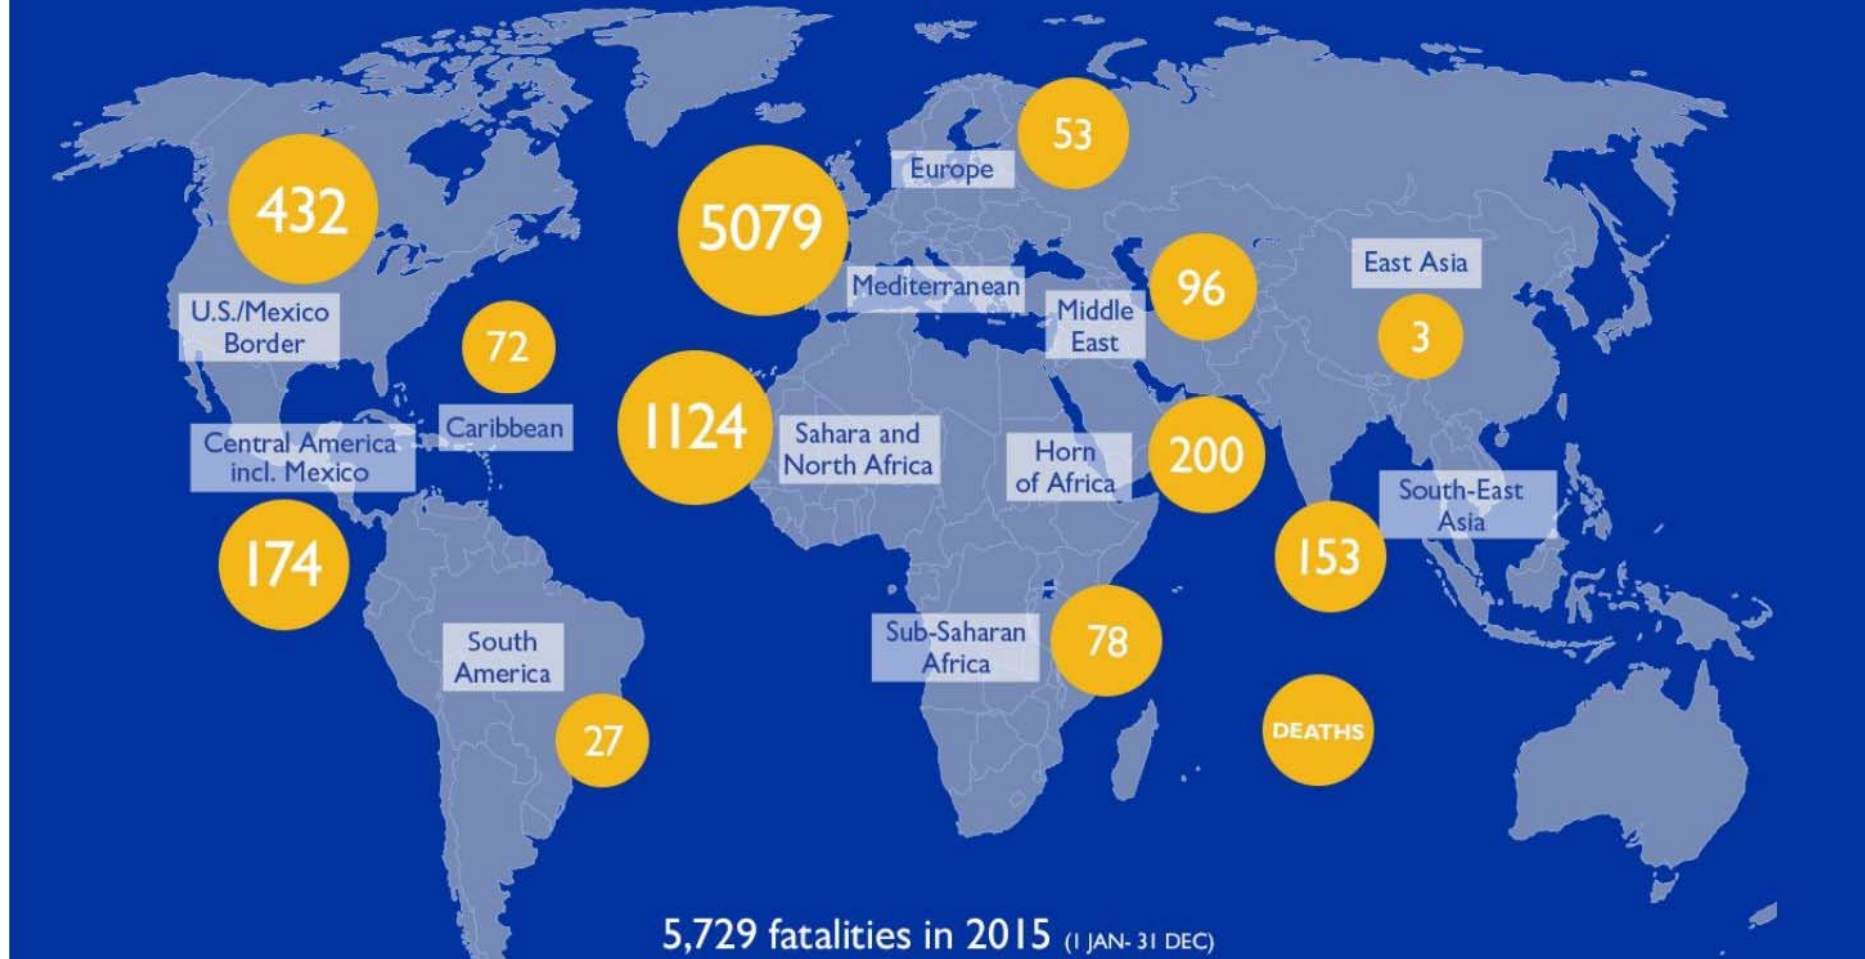 53
Europe
432
5079
East Asia
Mediterranean
96
U.S./Mexico
Border
Middle
East
3
72
Caribbean
1124
Sahara and
North Africa
Central America
incl. Mexico
Horn
of Africa
200
South-East
Asia
174
153
South
America
Sub-Saharan
Africa
78
27
DEATHS
5,729 fatalities in 2015 (1 JAN- 31 DEC)